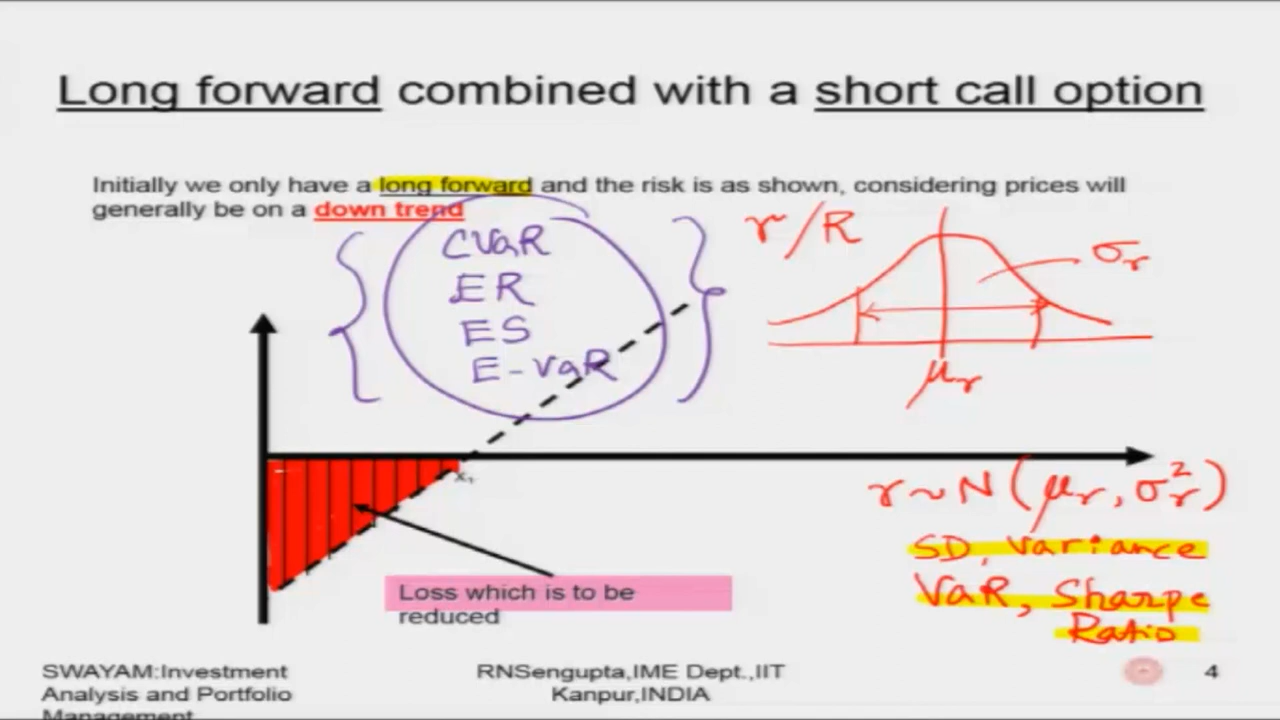 Long forward combined with a short call option
Initially we only have a long forward and the risk is as shown, considering prices will
generally be on a down trend
CVaR
ER
ES
E-VaR
r/R
σr
μr
x₁
r~N(μr, σr²)
SD, Variance
VaR, Sharpe
Ratio
Loss which is to be
reduced
SWAYAM:Investment
Analysis and Portfolio
Management
RNSengupta,IME Dept.,IIT
Kanpur,INDIA
4